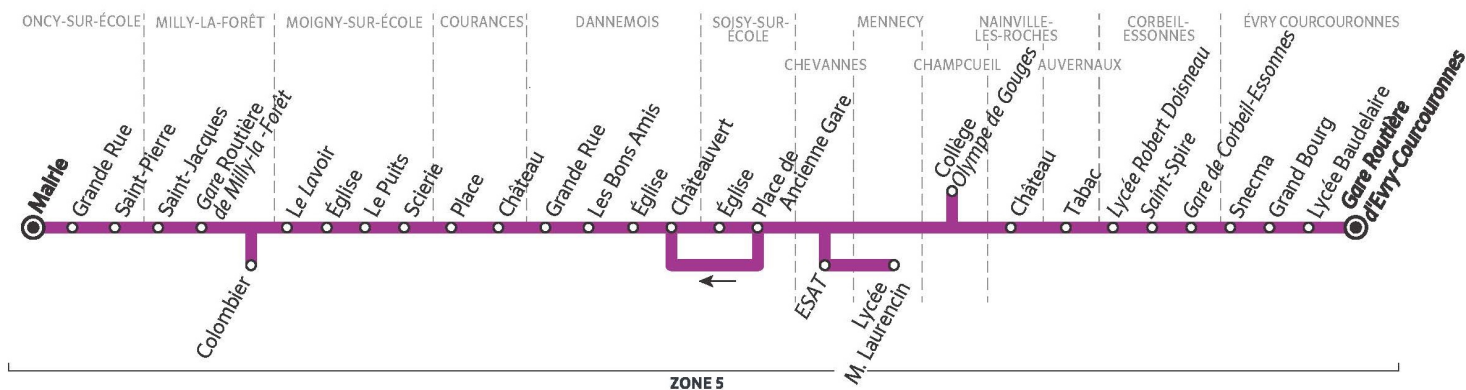 ONCY-SUR-ÉCOLE
MILLY-LA-FORÊT
MOIGNY-SUR-ÉCOLE
COURANCES
DANNEMOIS
SOISY-SUR-
ÉCOLE
CHEVANNES
MENNECY
CHAMPCUEIL
NAINVILLE-
LES-ROCHES
AUVERNAUX
CORBEIL-
ESSONNES
ÉVRY COURCOURONNES
Mairie
Grande Rue
Saint-Pierre
Saint-Jacques
Gare Routière
de Milly-la-Forêt
Colombier
Le Lavoir
Église
Le Puits
Scierie
Place
Château
Grande Rue
Les Bons Amis
Église
Châteauvert
Église
Place de
Ancienne Gare
ESAT
Lycée
M. Laurencin
Collège
Olympe de Gouges
Château
Tabac
Lycée Robert Doisneau
Saint-Spire
Gare de Corbeil-Essonnes
Snecma
Grand Bourg
Lycée Baudelaire
Gare Routière
d'Evry-Courcouronnes
ZONE 5